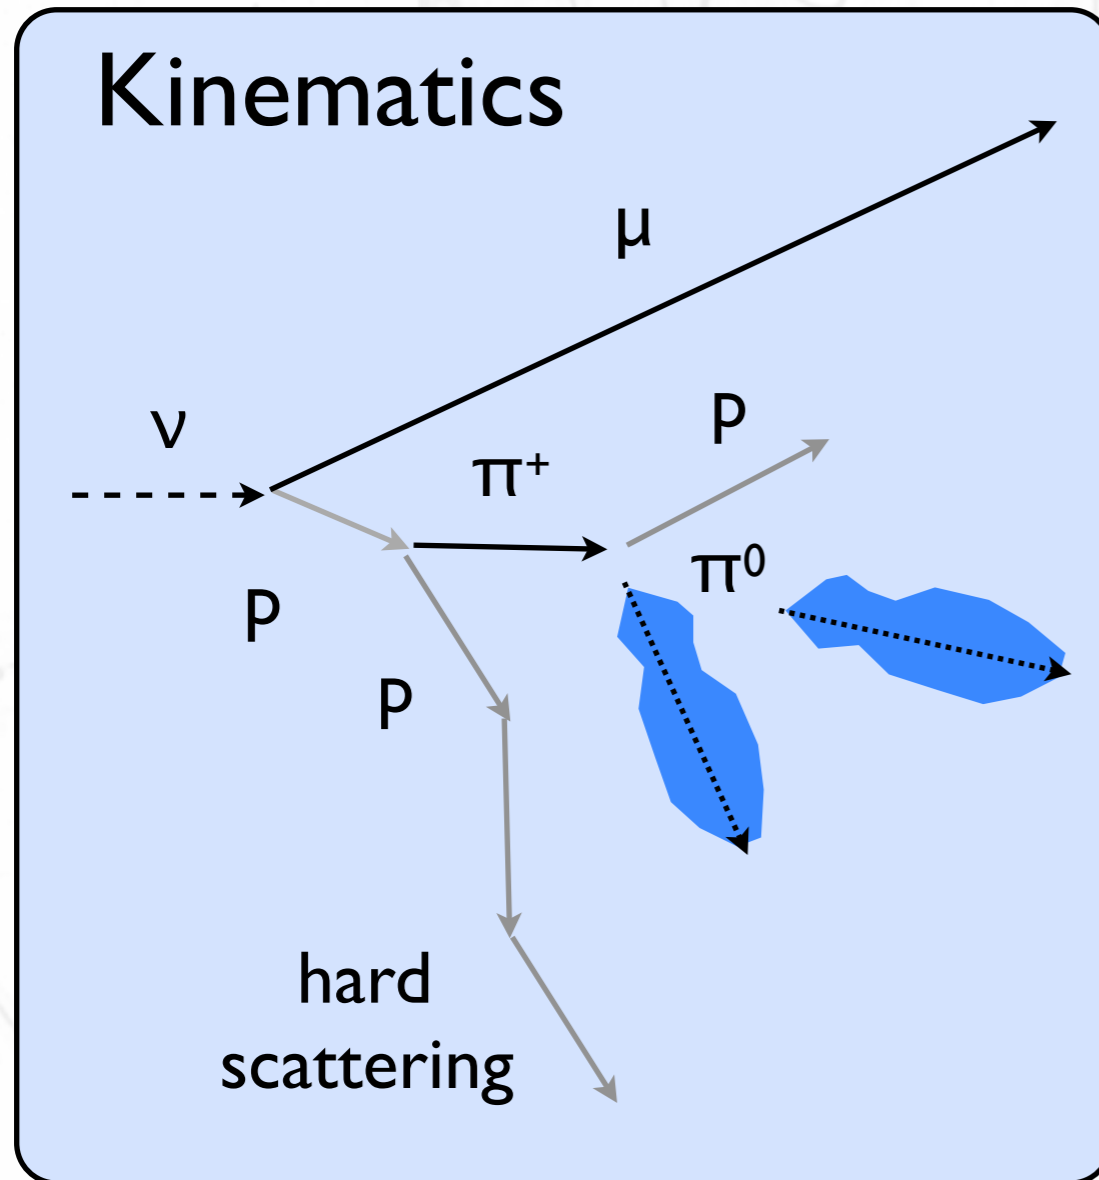 Kinematics
μ
p
ν
π⁺
π⁰
p
p
hard
scattering